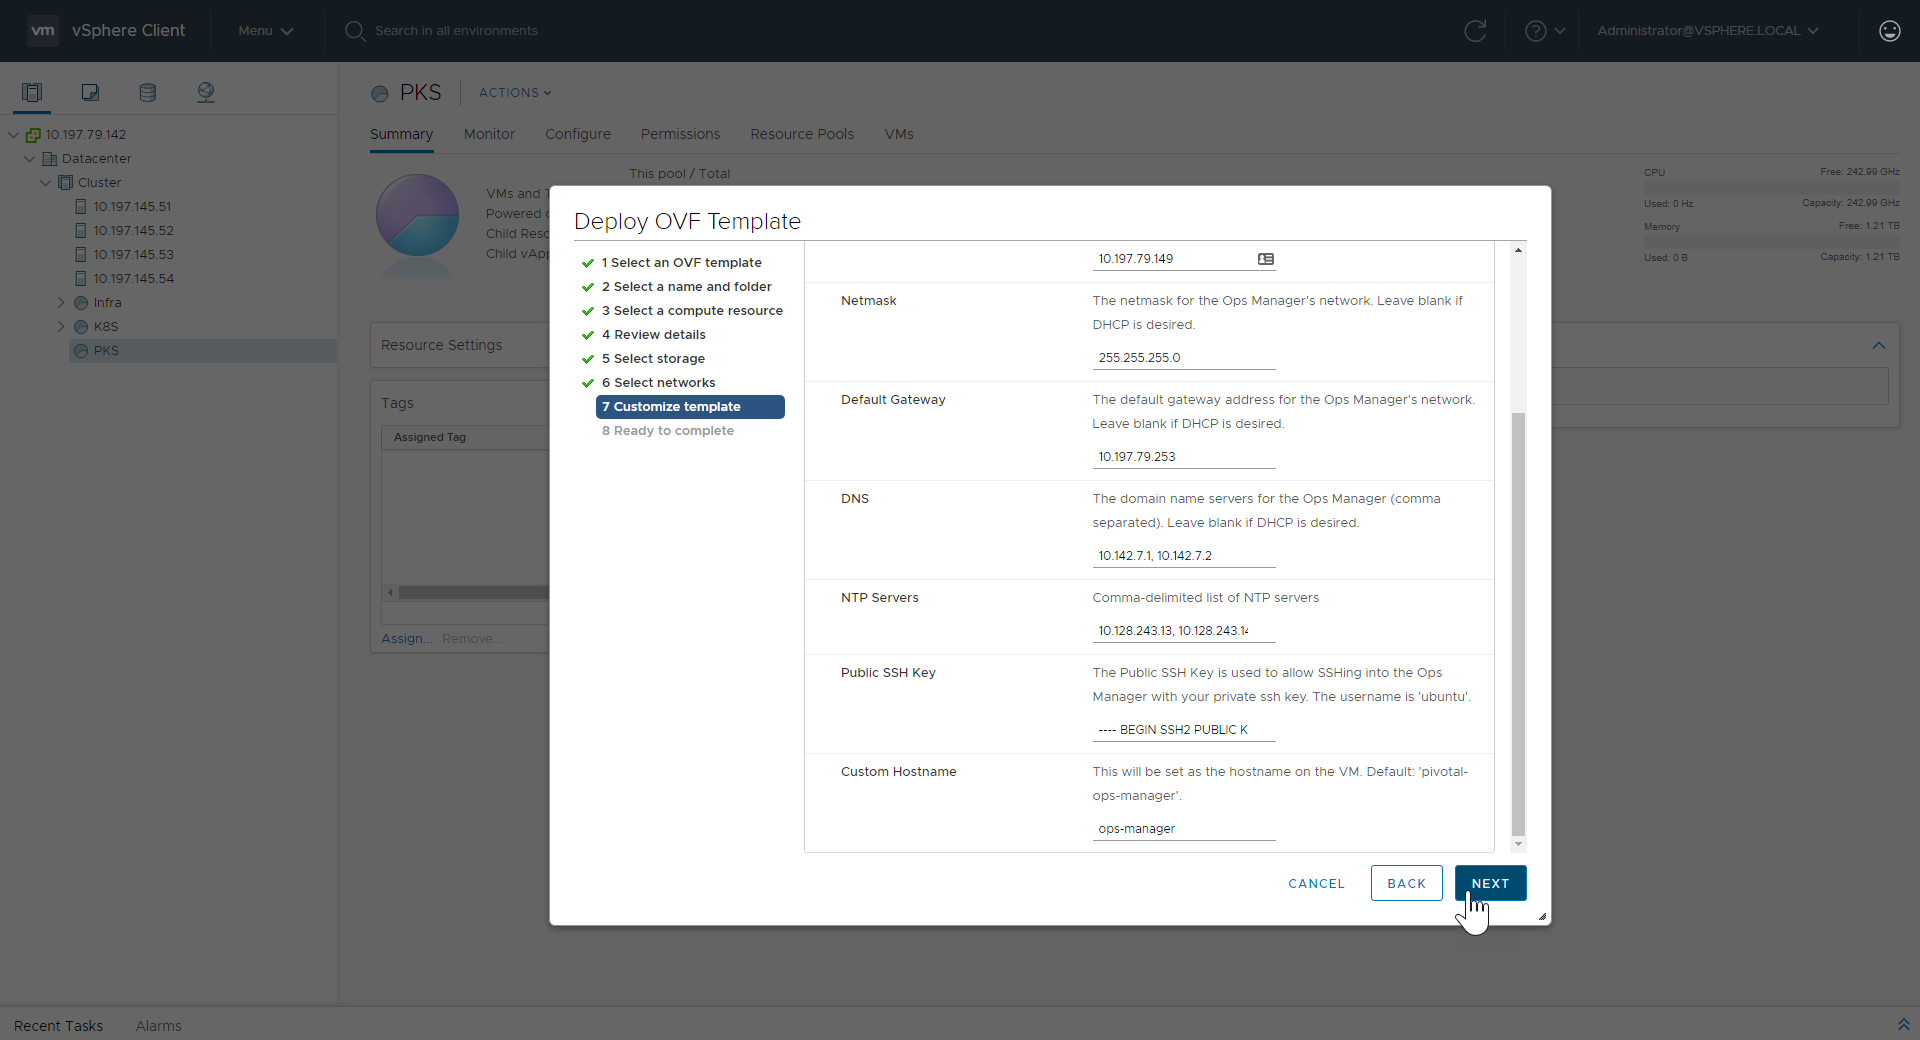 vm vSphere Client Menu Search in all environments Administrator@VSPHERE.LOCAL
PKS ACTIONS
Summary Monitor Configure Permissions Resource Pools VMs
10.197.79.142
Datacenter
Cluster
10.197.145.51
10.197.145.52
10.197.145.53
10.197.145.54
Infra
K8S
PKS
This pool / Total
VMs and T
Powered
Child Reso
Child vAp
CPU Free: 242.99 GHz
Used: 0 Hz Capacity: 242.99 GHz
Memory Free: 1.21 TB
Used: 0 B Capacity: 1.21 TB
Resource Settings
Tags
Assigned Tag
Assign... Remove...
Deploy OVF Template
1 Select an OVF template
2 Select a name and folder
3 Select a compute resource
4 Review details
5 Select storage
6 Select networks
7 Customize template
8 Ready to complete
10.197.79.149
Netmask
The netmask for the Ops Manager's network. Leave blank if
DHCP is desired.
255.255.255.0
Default Gateway
The default gateway address for the Ops Manager's network.
Leave blank if DHCP is desired.
10.197.79.253
DNS
The domain name servers for the Ops Manager (comma
separated). Leave blank if DHCP is desired.
10.142.7.1, 10.142.7.2
NTP Servers
Comma-delimited list of NTP servers
10.128.243.13, 10.128.243.14
Public SSH Key
The Public SSH Key is used to allow SSHing into the Ops
Manager with your private ssh key. The username is 'ubuntu'.
---- BEGIN SSH2 PUBLIC K
Custom Hostname
This will be set as the hostname on the VM. Default: 'pivotal-
ops-manager'.
ops-manager
CANCEL BACK NEXT
Recent Tasks Alarms